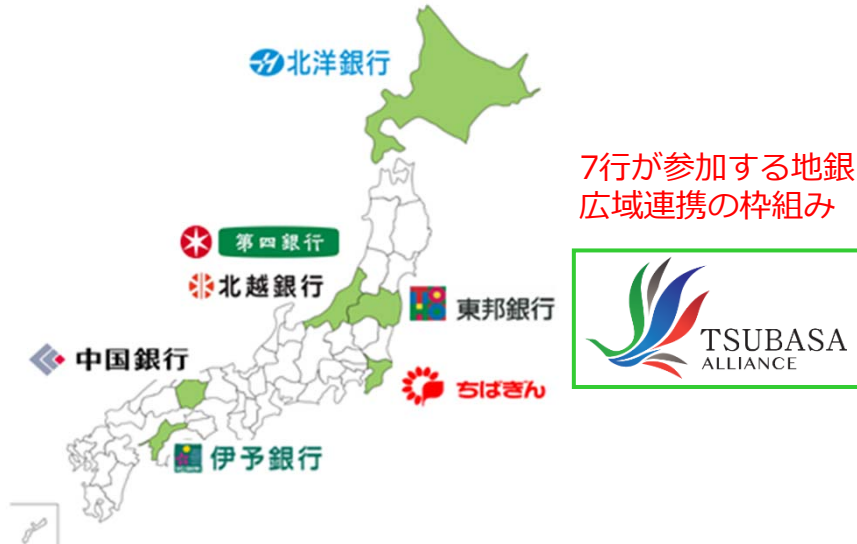 北洋銀行
7行が参加する地銀
広域連携の枠組み
第四銀行
北越銀行
東邦銀行
TSUBASA
ALLIANCE
中国銀行
ちばぎん
伊予銀行